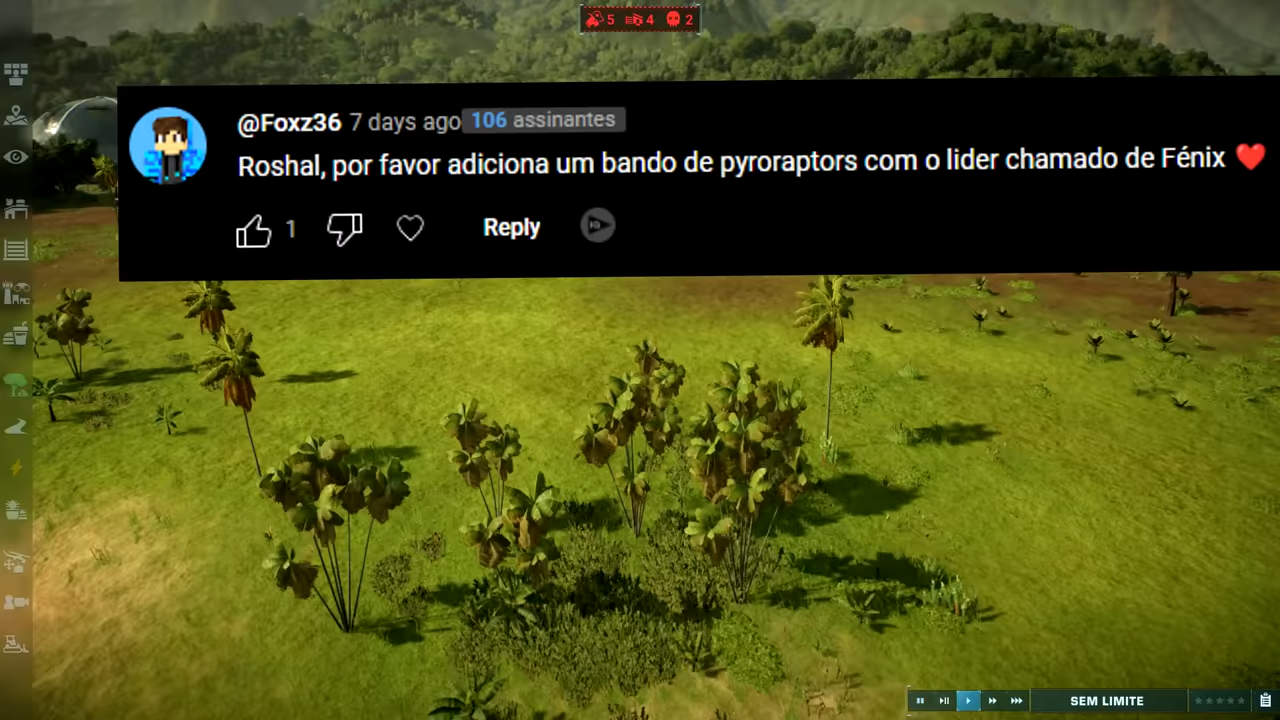 5 4 2
@Foxz36 7 days ago 106 assinantes
Roshal, por favor adiciona um bando de pyroraptors com o lider chamado de Fénix ❤️
1 Reply
SEM LIMITE